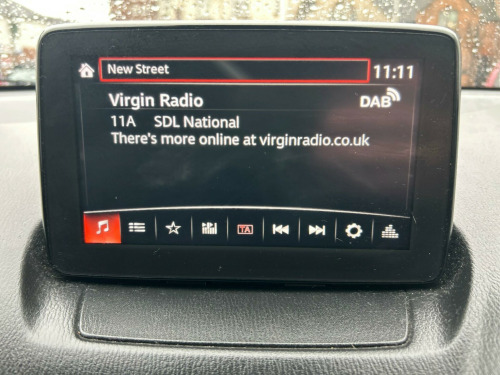 New Street 11:11
Virgin Radio DAB
11A SDL National
There's more online at virginradio.co.uk
TA